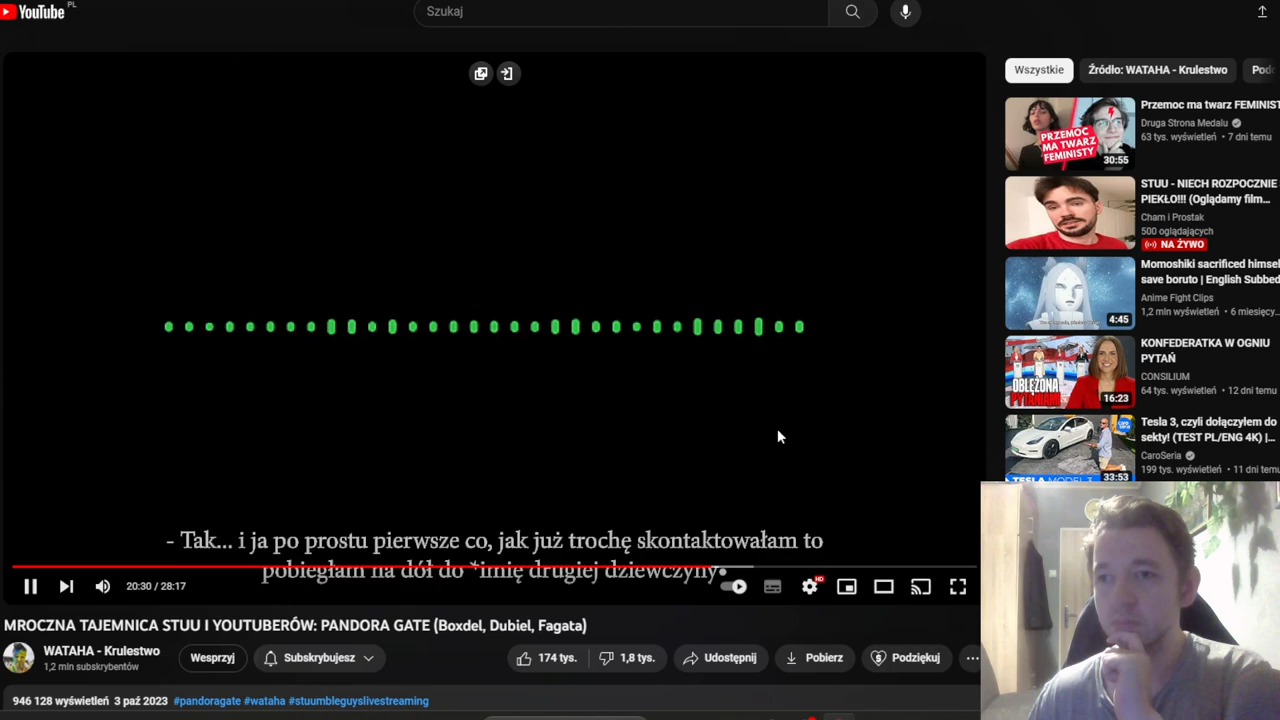 YouTube PL
Szukaj
Wszystkie
Źródło: WATAHA - Krulestwo
PRZEMOC
MA TWARZ
FEMINISTY
30:55
Przemoc ma twarz FEMINIST
Druga Strona Medalu
63 tys. wyświetleń • 7 dni temu
STUU - NIECH ROZPOCZNIE
PIEKŁO!!! (Oglądamy film...
Cham i Prostak
500 oglądających
NA ŻYWO
Momoshiki sacrificed himsel
save boruto | English Subbed
Anime Fight Clips
1,2 mln wyświetleń • 6 miesięcy...
4:45
KONFEDERATKA W OGNIU
PYTAŃ
CONSILIUM
64 tys. wyświetleń • 12 dni temu
OBLĘŻONA
PYTANIAMI
16:23
Tesla 3, czyli dołączyłem do
sekty! (TEST PL/ENG 4K) |...
CaroSeria
199 tys. wyświetleń • 11 dni temu
TESLA MODEL 3
33:53
- Tak... i ja po prostu pierwsze co, jak już trochę skontaktowałam to
pobiegłam na dół do *imię drugiej dziewczyny*
20:30 / 28:17
HD
MROCZNA TAJEMNICA STUU I YOUTUBERÓW: PANDORA GATE (Boxdel, Dubiel, Fagata)
WATAHA - Krulestwo
1,2 mln subskrybentów
Wesprzyj
Subskrybujesz
174 tys.
1,8 tys.
Udostępnij
Pobierz
Podziękuj
946 128 wyświetleń 3 paź 2023 #pandoragate #wataha #stuumbleguyslivestreaming